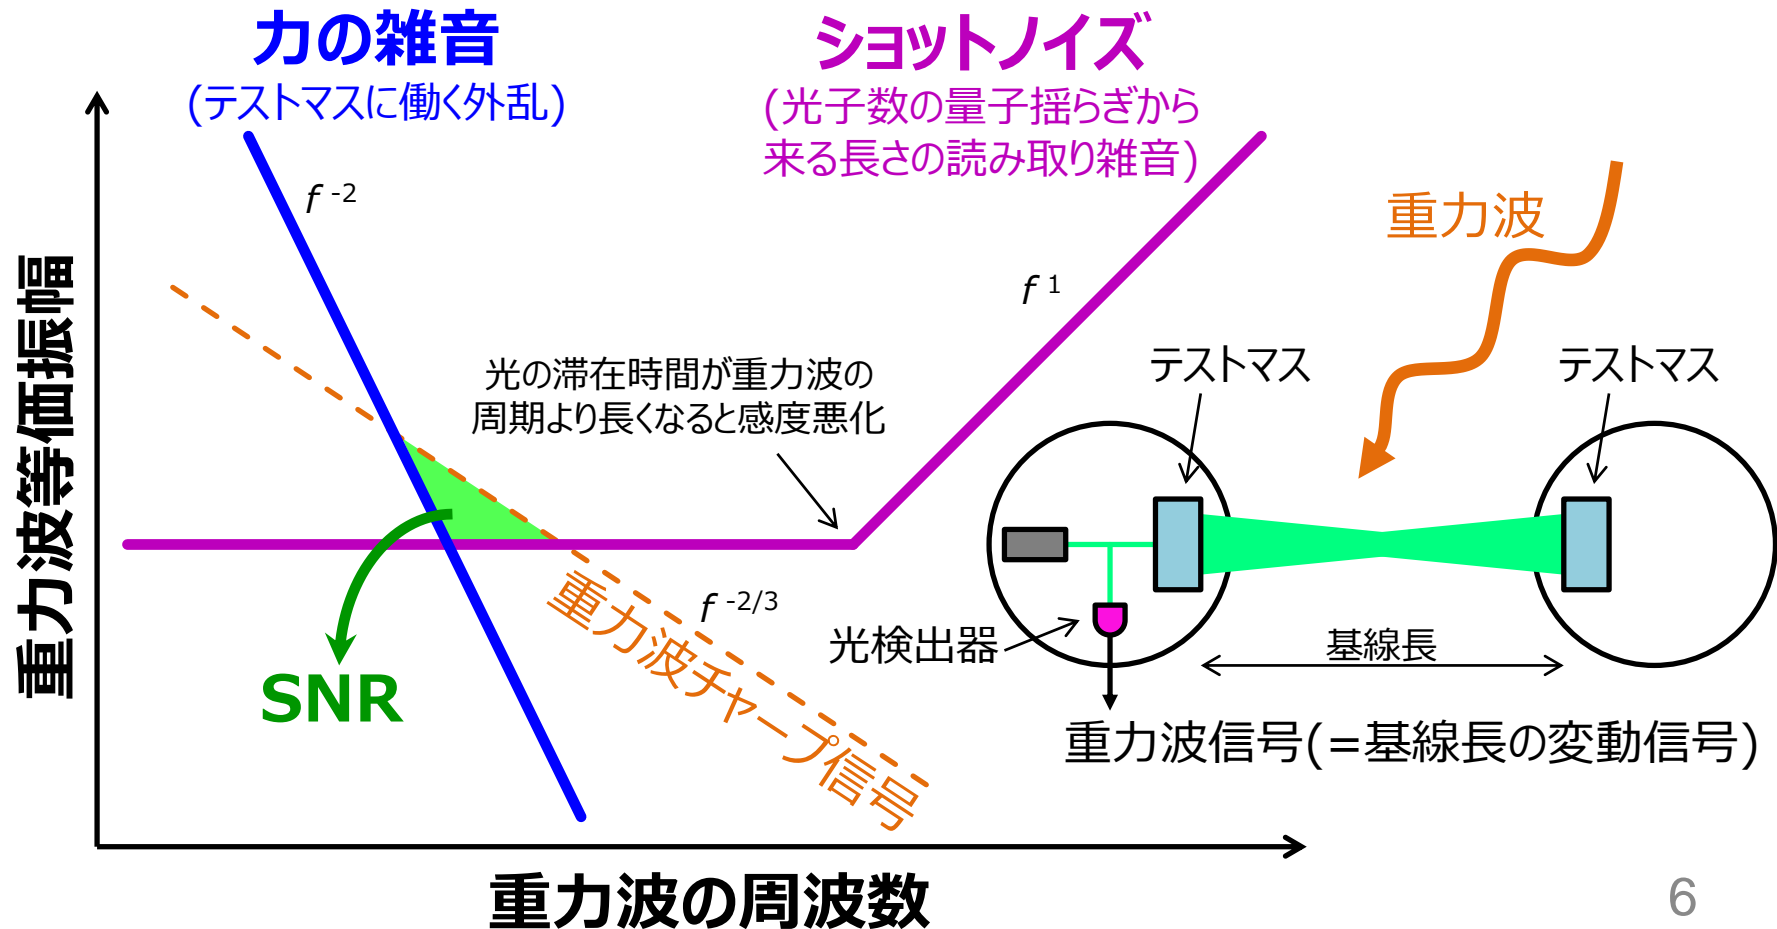 力の雑音
(テストマスに働く外乱)
ショットノイズ
(光子数の量子揺らぎから
来る長さの読み取り雑音)
f -2
f 1
重力波
重力波等価振幅
光の滞在時間が重力波の
周期より長くなると感度悪化
テストマス
テストマス
f -2/3
重力波チャープ信号
SNR
光検出器
基線長
重力波信号(=基線長の変動信号)
重力波の周波数
6